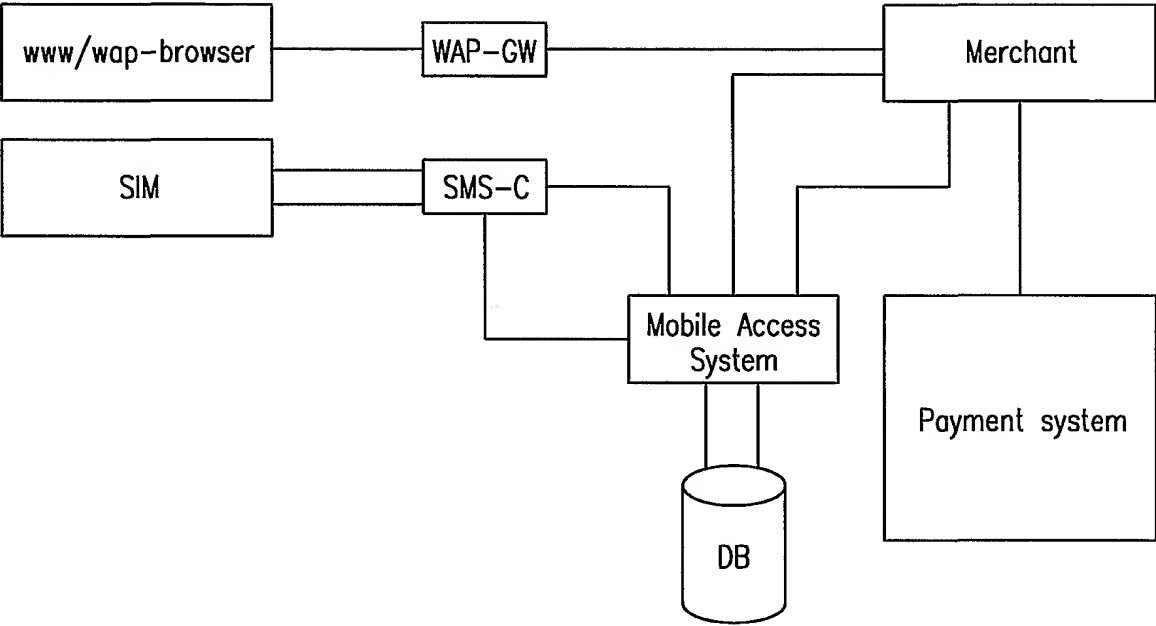 www/wap-browser
WAP-GW
Merchant
SIM
SMS-C
Mobile Access
System
Payment system
DB